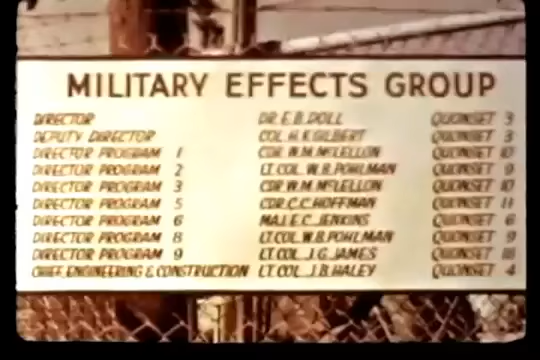 MILITARY EFFECTS GROUP
DIRECTOR DR. E.B. DOLL QUONSET 3
DEPUTY DIRECTOR COL. H.K. GILBERT QUONSET 3
DIRECTOR PROGRAM 1 CDR. W.M. McLELLON QUONSET 10
DIRECTOR PROGRAM 2 LT. COL. W.B. POHLMAN QUONSET 9
DIRECTOR PROGRAM 3 CDR. W.M. McLELLON QUONSET 10
DIRECTOR PROGRAM 5 CDR. C.C. HOFFMAN QUONSET 11
DIRECTOR PROGRAM 6 MAJ. E.C. JENKINS QUONSET 6
DIRECTOR PROGRAM 8 LT. COL. W.B. POHLMAN QUONSET 9
DIRECTOR PROGRAM 9 LT. COL. J.G. JAMES QUONSET
CHIEF, ENGINEERING & CONSTRUCTION LT. COL. J.B. HALEY QUONSET 4